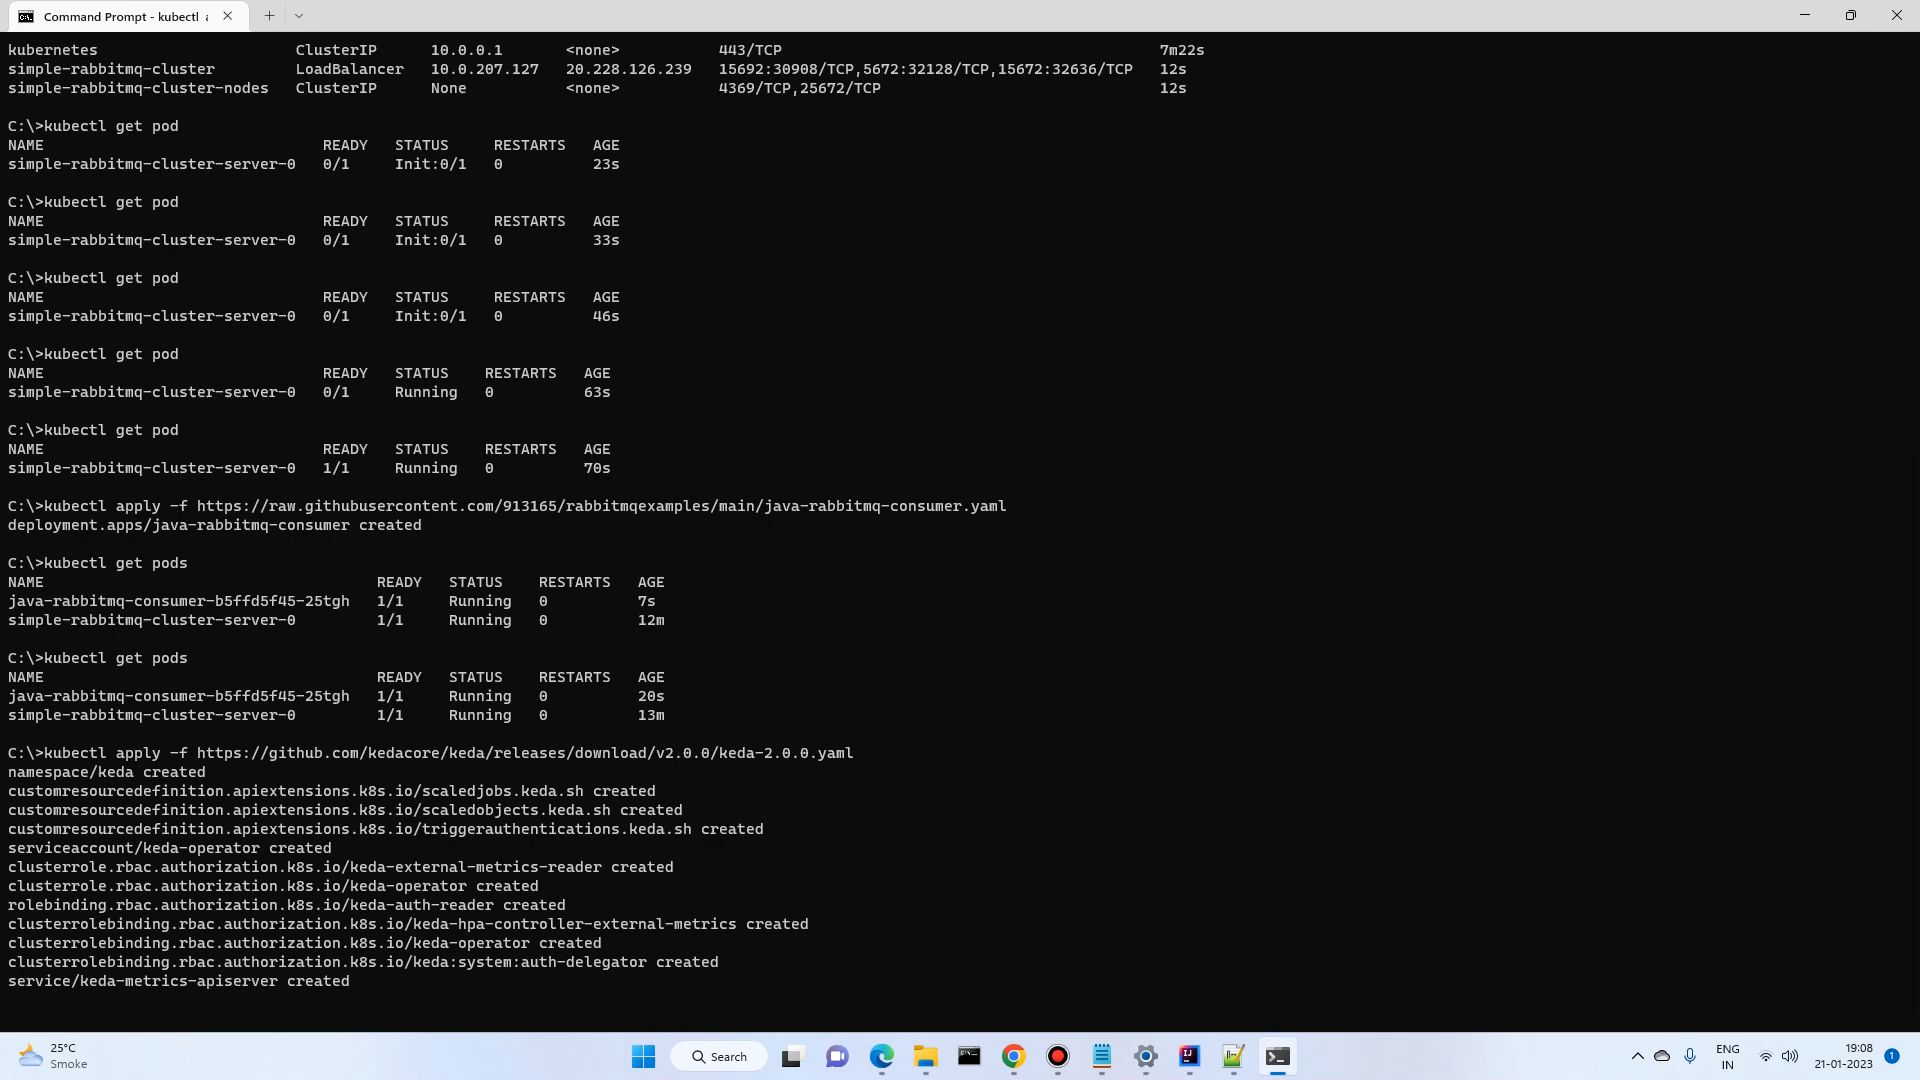 Command Prompt - kubectl a
kubernetes ClusterIP 10.0.0.1 <none> 443/TCP 7m22s
simple-rabbitmq-cluster LoadBalancer 10.0.207.127 20.228.126.239 15692:30908/TCP,5672:32128/TCP,15672:32636/TCP 12s
simple-rabbitmq-cluster-nodes ClusterIP None <none> 4369/TCP,25672/TCP 12s
C:\>kubectl get pod
NAME READY STATUS RESTARTS AGE
simple-rabbitmq-cluster-server-0 0/1 Init:0/1 0 23s
C:\>kubectl get pod
NAME READY STATUS RESTARTS AGE
simple-rabbitmq-cluster-server-0 0/1 Init:0/1 0 33s
C:\>kubectl get pod
NAME READY STATUS RESTARTS AGE
simple-rabbitmq-cluster-server-0 0/1 Init:0/1 0 46s
C:\>kubectl get pod
NAME READY STATUS RESTARTS AGE
simple-rabbitmq-cluster-server-0 0/1 Running 0 63s
C:\>kubectl get pod
NAME READY STATUS RESTARTS AGE
simple-rabbitmq-cluster-server-0 1/1 Running 0 70s
C:\>kubectl apply -f https://raw.githubusercontent.com/913165/rabbitmqexamples/main/java-rabbitmq-consumer.yaml
deployment.apps/java-rabbitmq-consumer created
C:\>kubectl get pods
NAME READY STATUS RESTARTS AGE
java-rabbitmq-consumer-b5ffd5f45-25tgh 1/1 Running 0 7s
simple-rabbitmq-cluster-server-0 1/1 Running 0 12m
C:\>kubectl get pods
NAME READY STATUS RESTARTS AGE
java-rabbitmq-consumer-b5ffd5f45-25tgh 1/1 Running 0 20s
simple-rabbitmq-cluster-server-0 1/1 Running 0 13m
C:\>kubectl apply -f https://github.com/kedacore/keda/releases/download/v2.0.0/keda-2.0.0.yaml
namespace/keda created
customresourcedefinition.apiextensions.k8s.io/scaledjobs.keda.sh created
customresourcedefinition.apiextensions.k8s.io/scaledobjects.keda.sh created
customresourcedefinition.apiextensions.k8s.io/triggerauthentications.keda.sh created
serviceaccount/keda-operator created
clusterrole.rbac.authorization.k8s.io/keda-external-metrics-reader created
clusterrole.rbac.authorization.k8s.io/keda-operator created
rolebinding.rbac.authorization.k8s.io/keda-auth-reader created
clusterrolebinding.rbac.authorization.k8s.io/keda-hpa-controller-external-metrics created
clusterrolebinding.rbac.authorization.k8s.io/keda-operator created
clusterrolebinding.rbac.authorization.k8s.io/keda:system:auth-delegator created
service/keda-metrics-apiserver created
25°C
Smoke
Search
ENG
IN
19:08
21-01-2023
1